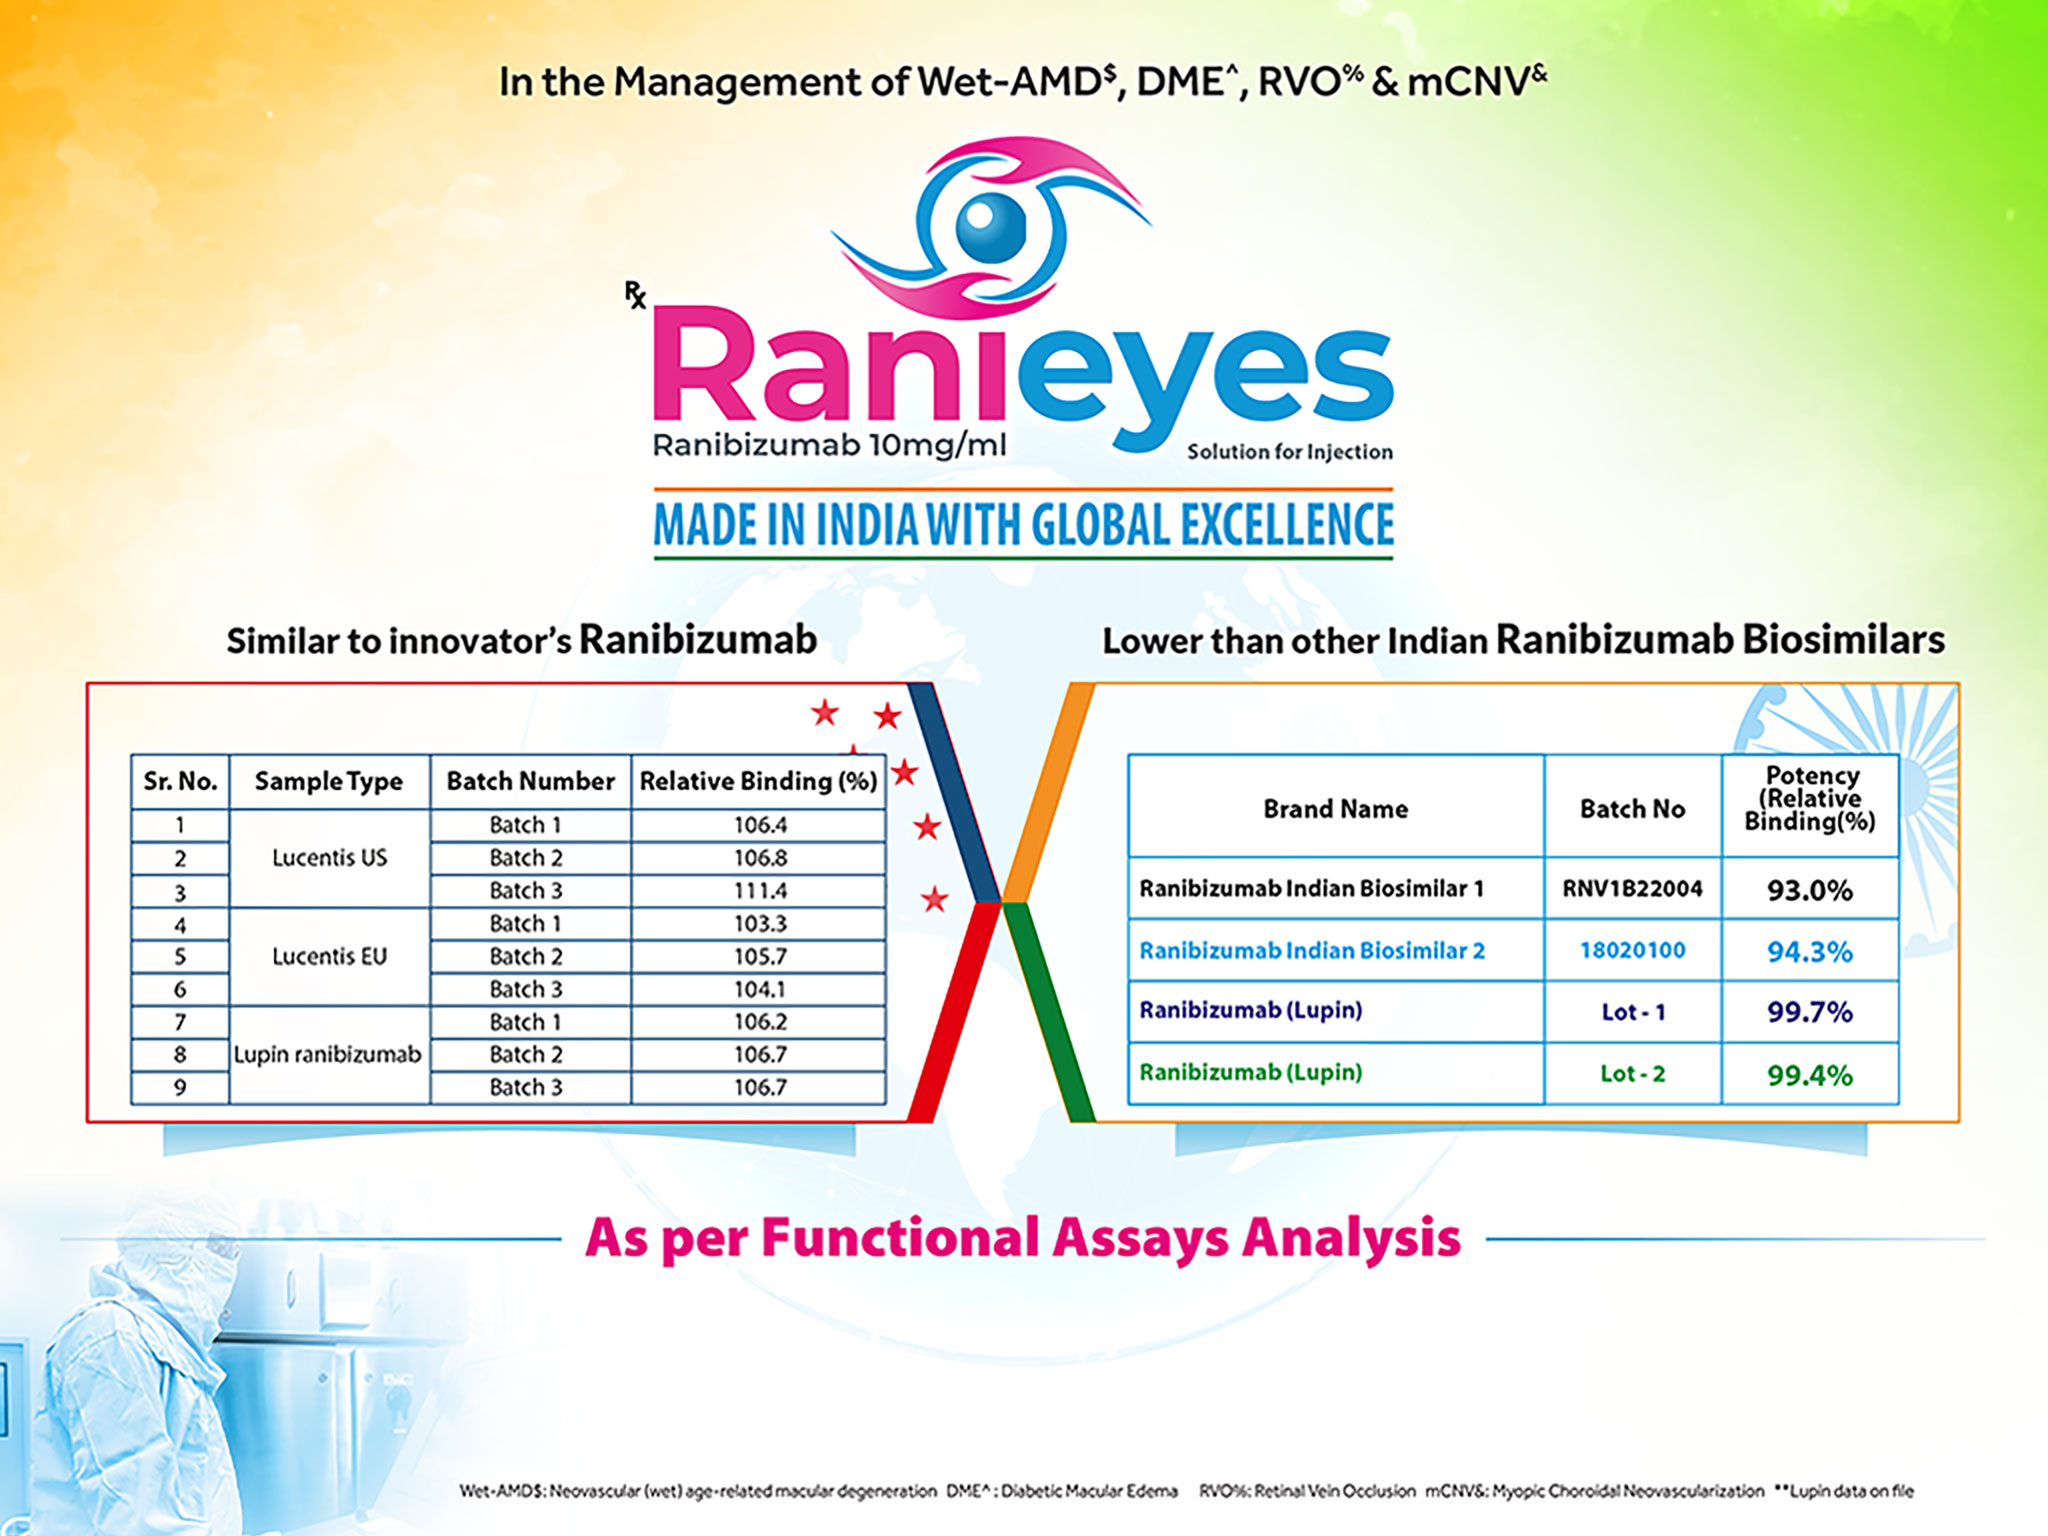 In the Management of Wet-AMD$, DME^, RVO% & mCNV&
Rx
Ranieyes
Ranibizumab 10mg/ml
Solution for Injection
MADE IN INDIA WITH GLOBAL EXCELLENCE
Similar to innovator's Ranibizumab
Sr. No. Sample Type Batch Number Relative Binding (%)
1 Lucentis US Batch 1 106.4
2 Batch 2 106.8
3 Batch 3 111.4
4 Lucentis EU Batch 1 103.3
5 Batch 2 105.7
6 Batch 3 104.1
7 Lupin ranibizumab Batch 1 106.2
8 Batch 2 106.7
9 Batch 3 106.7
Lower than other Indian Ranibizumab Biosimilars
Brand Name Batch No Potency
(Relative
Binding(%)
Ranibizumab Indian Biosimilar 1 RNV1B22004 93.0%
Ranibizumab Indian Biosimilar 2 18020100 94.3%
Ranibizumab (Lupin) Lot - 1 99.7%
Ranibizumab (Lupin) Lot - 2 99.4%
As per Functional Assays Analysis
Wet-AMD$: Neovascular (wet) age-related macular degeneration DME^ : Diabetic Macular Edema RVO%: Retinal Vein Occlusion mCNV&: Myopic Choroidal Neovascularization **Lupin data on file